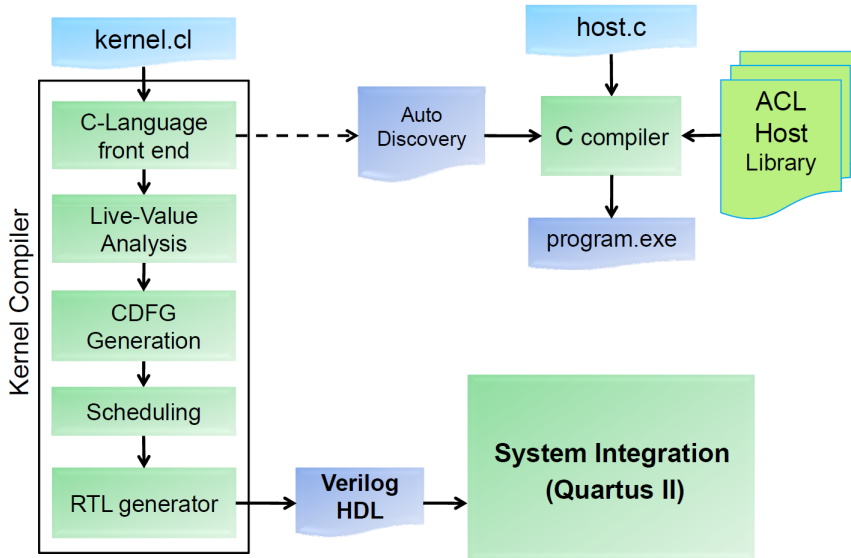 kernel.cl
host.c
C-Language
front end
Auto
Discovery
C compiler
ACL
Host
Library
Live-Value
Analysis
program.exe
Kernel Compiler
CDFG
Generation
Scheduling
System Integration
(Quartus II)
RTL generator
Verilog
HDL